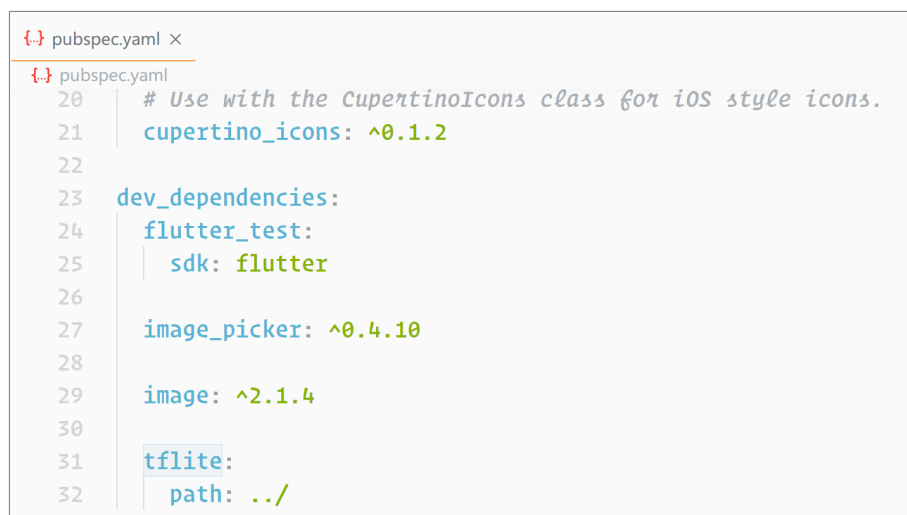 {..} pubspec.yaml ×
{..} pubspec.yaml
20 # Use with the CupertinoIcons class for iOS style icons.
21 cupertino_icons: ^0.1.2
22
23 dev_dependencies:
24 flutter_test:
25 sdk: flutter
26
27 image_picker: ^0.4.10
28
29 image: ^2.1.4
30
31 tflite:
32 path: ../